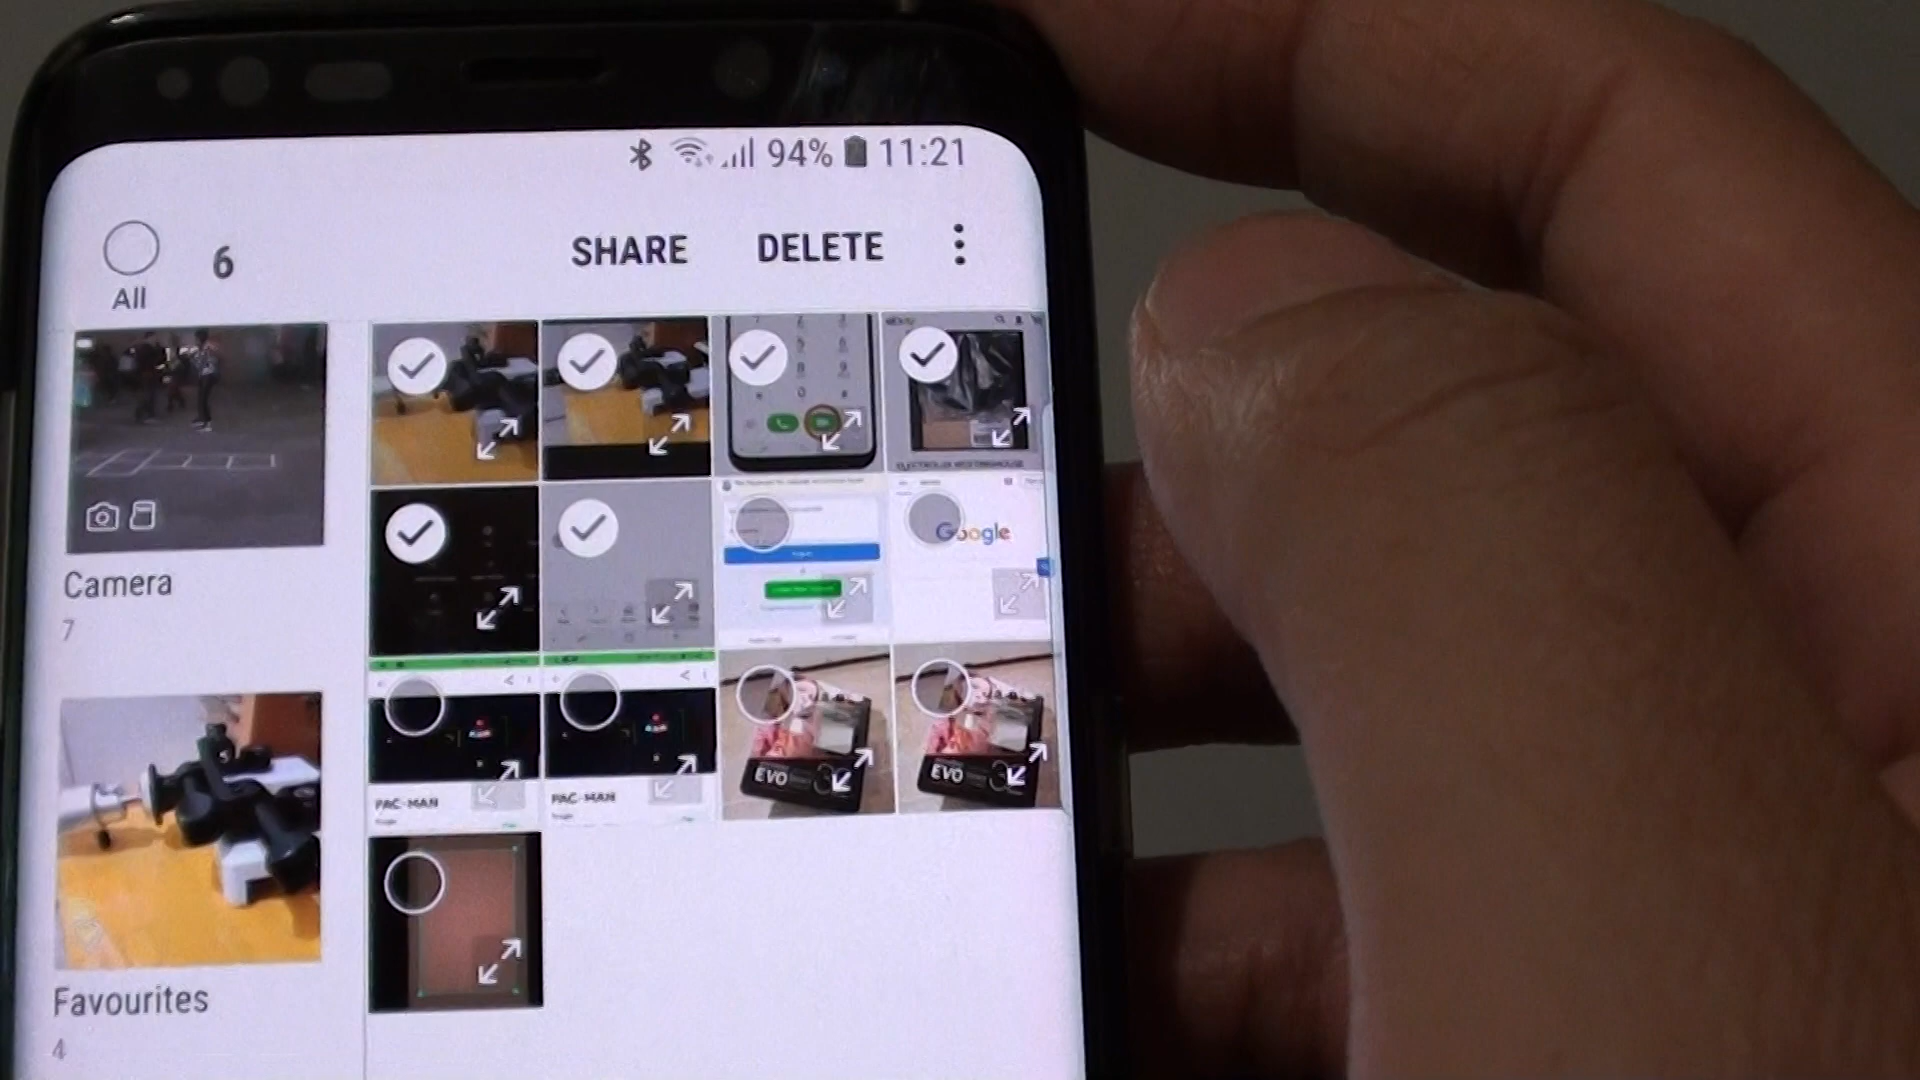 94% 11:21
6 SHARE DELETE
All
Google
Camera
7
EVO
EVO
PAC-MAN
PAC-MAN
Favourites
4